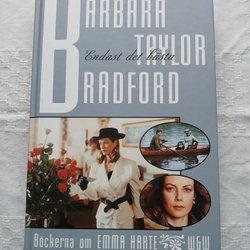 BARBARA
Endast det bästa
TAYLOR
BRADFORD
Böckerna om EMMA HARTE
W&W